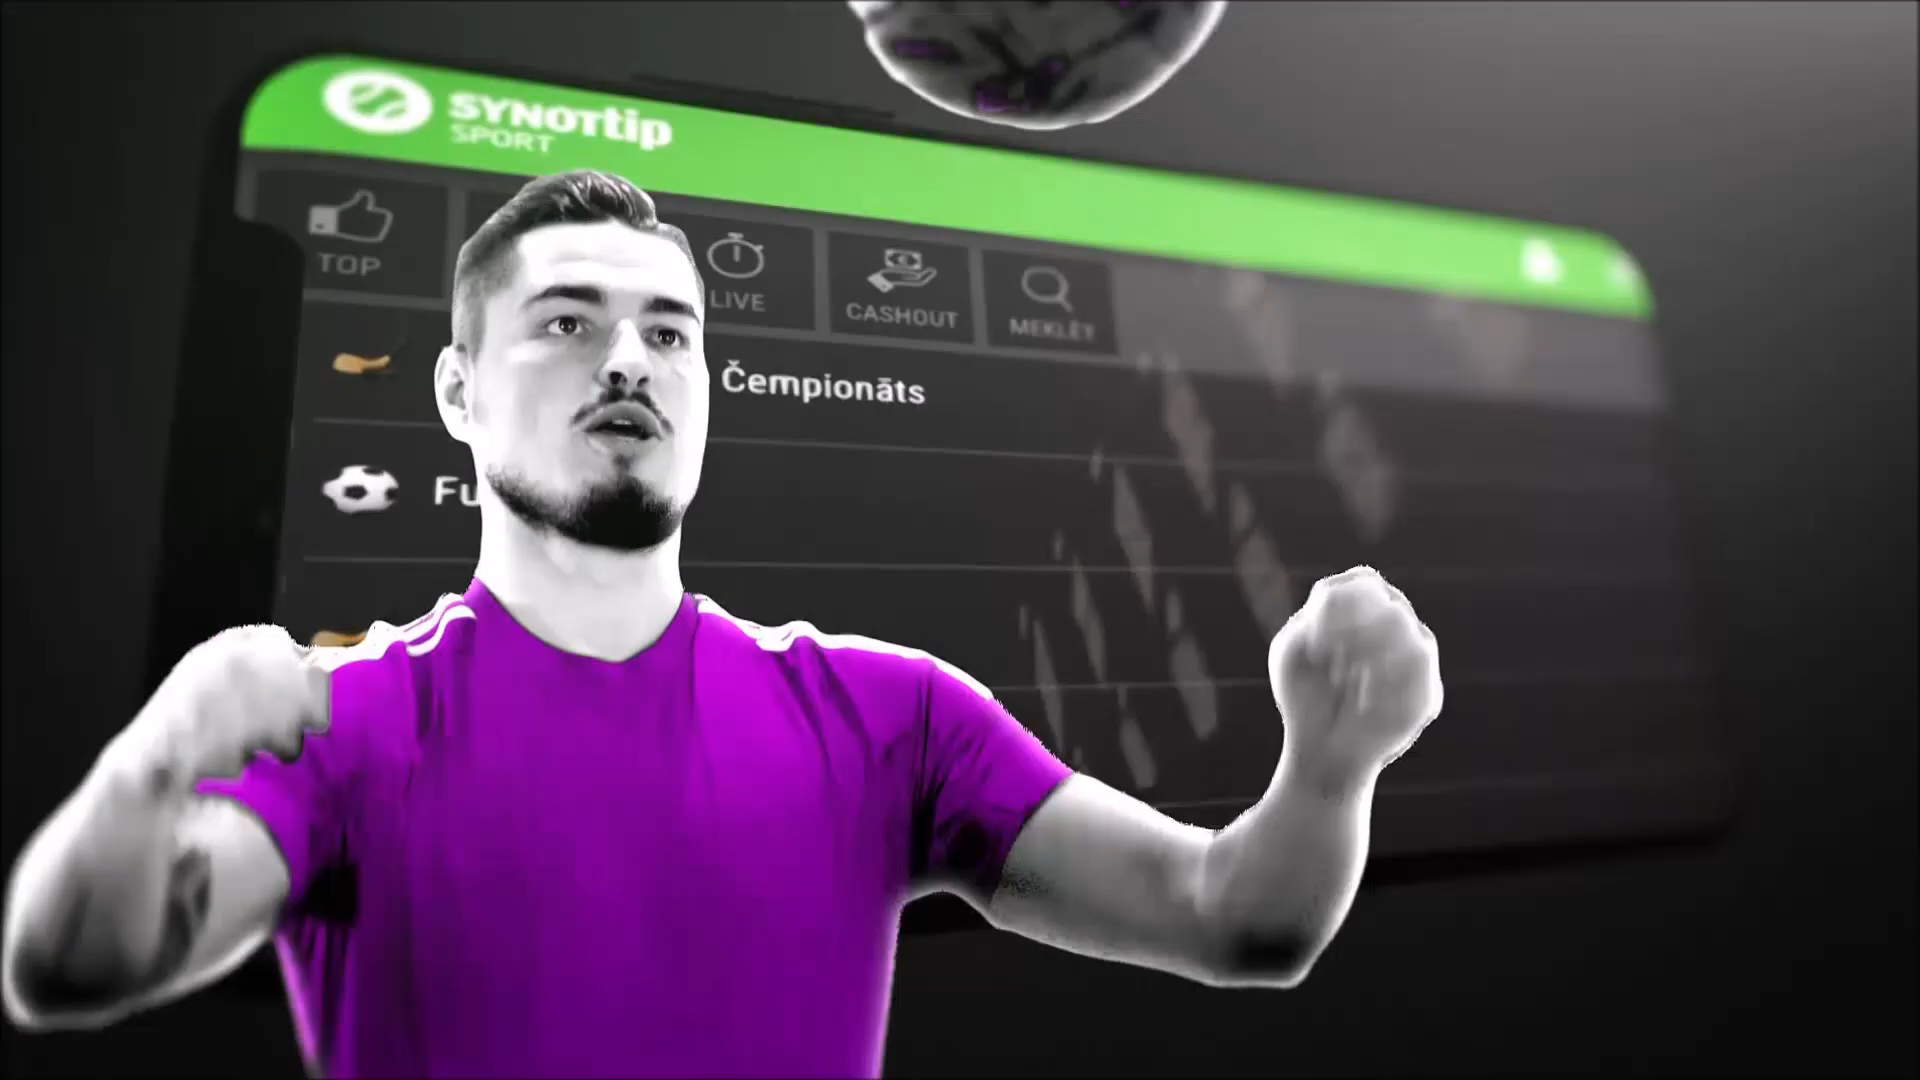 SYNOTtip
SPORT
TOP
LIVE
CASHOUT
MEKLĒT
Čempionāts
Fu